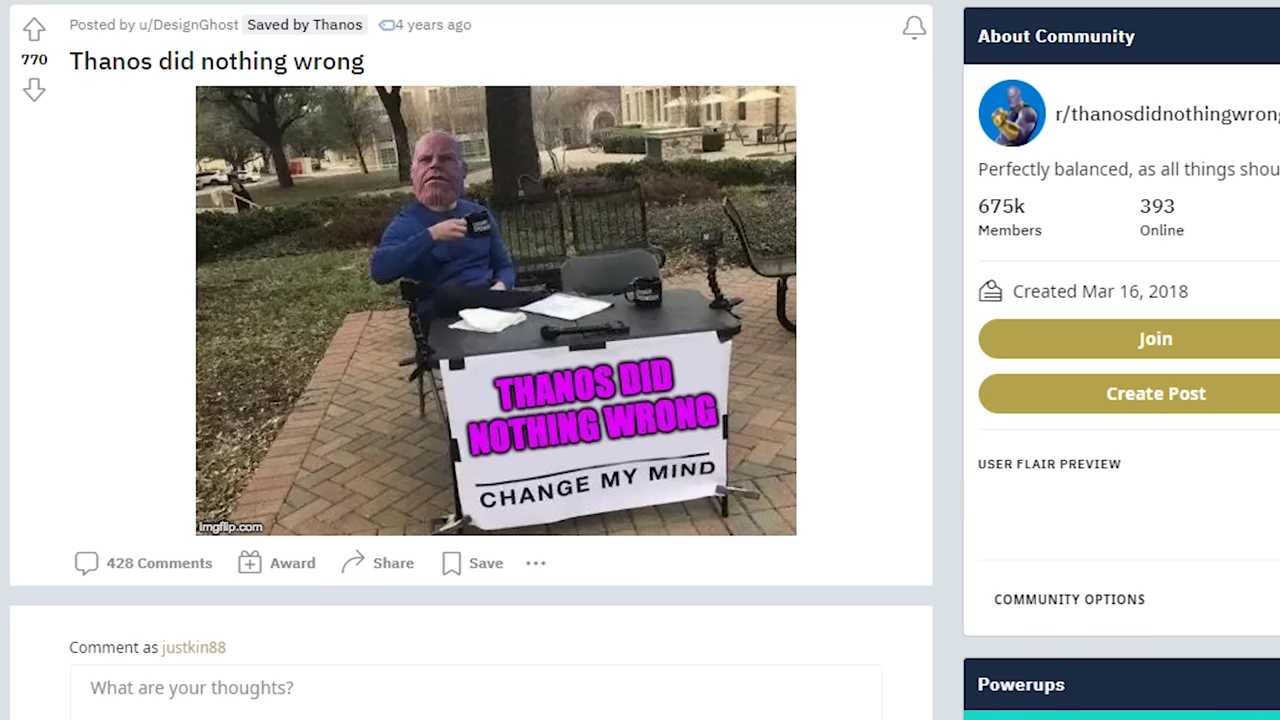 Posted by u/DesignGhost Saved by Thanos 4 years ago
770
Thanos did nothing wrong
THANOS DID
NOTHING WRONG
CHANGE MY MIND
imgflip.com
428 Comments Award Share Save
Comment as justkin88
What are your thoughts?
About Community
r/thanosdidnothingwrong
Perfectly balanced, as all things shou
675k 393
Members Online
Created Mar 16, 2018
Join
Create Post
USER FLAIR PREVIEW
COMMUNITY OPTIONS
Powerups